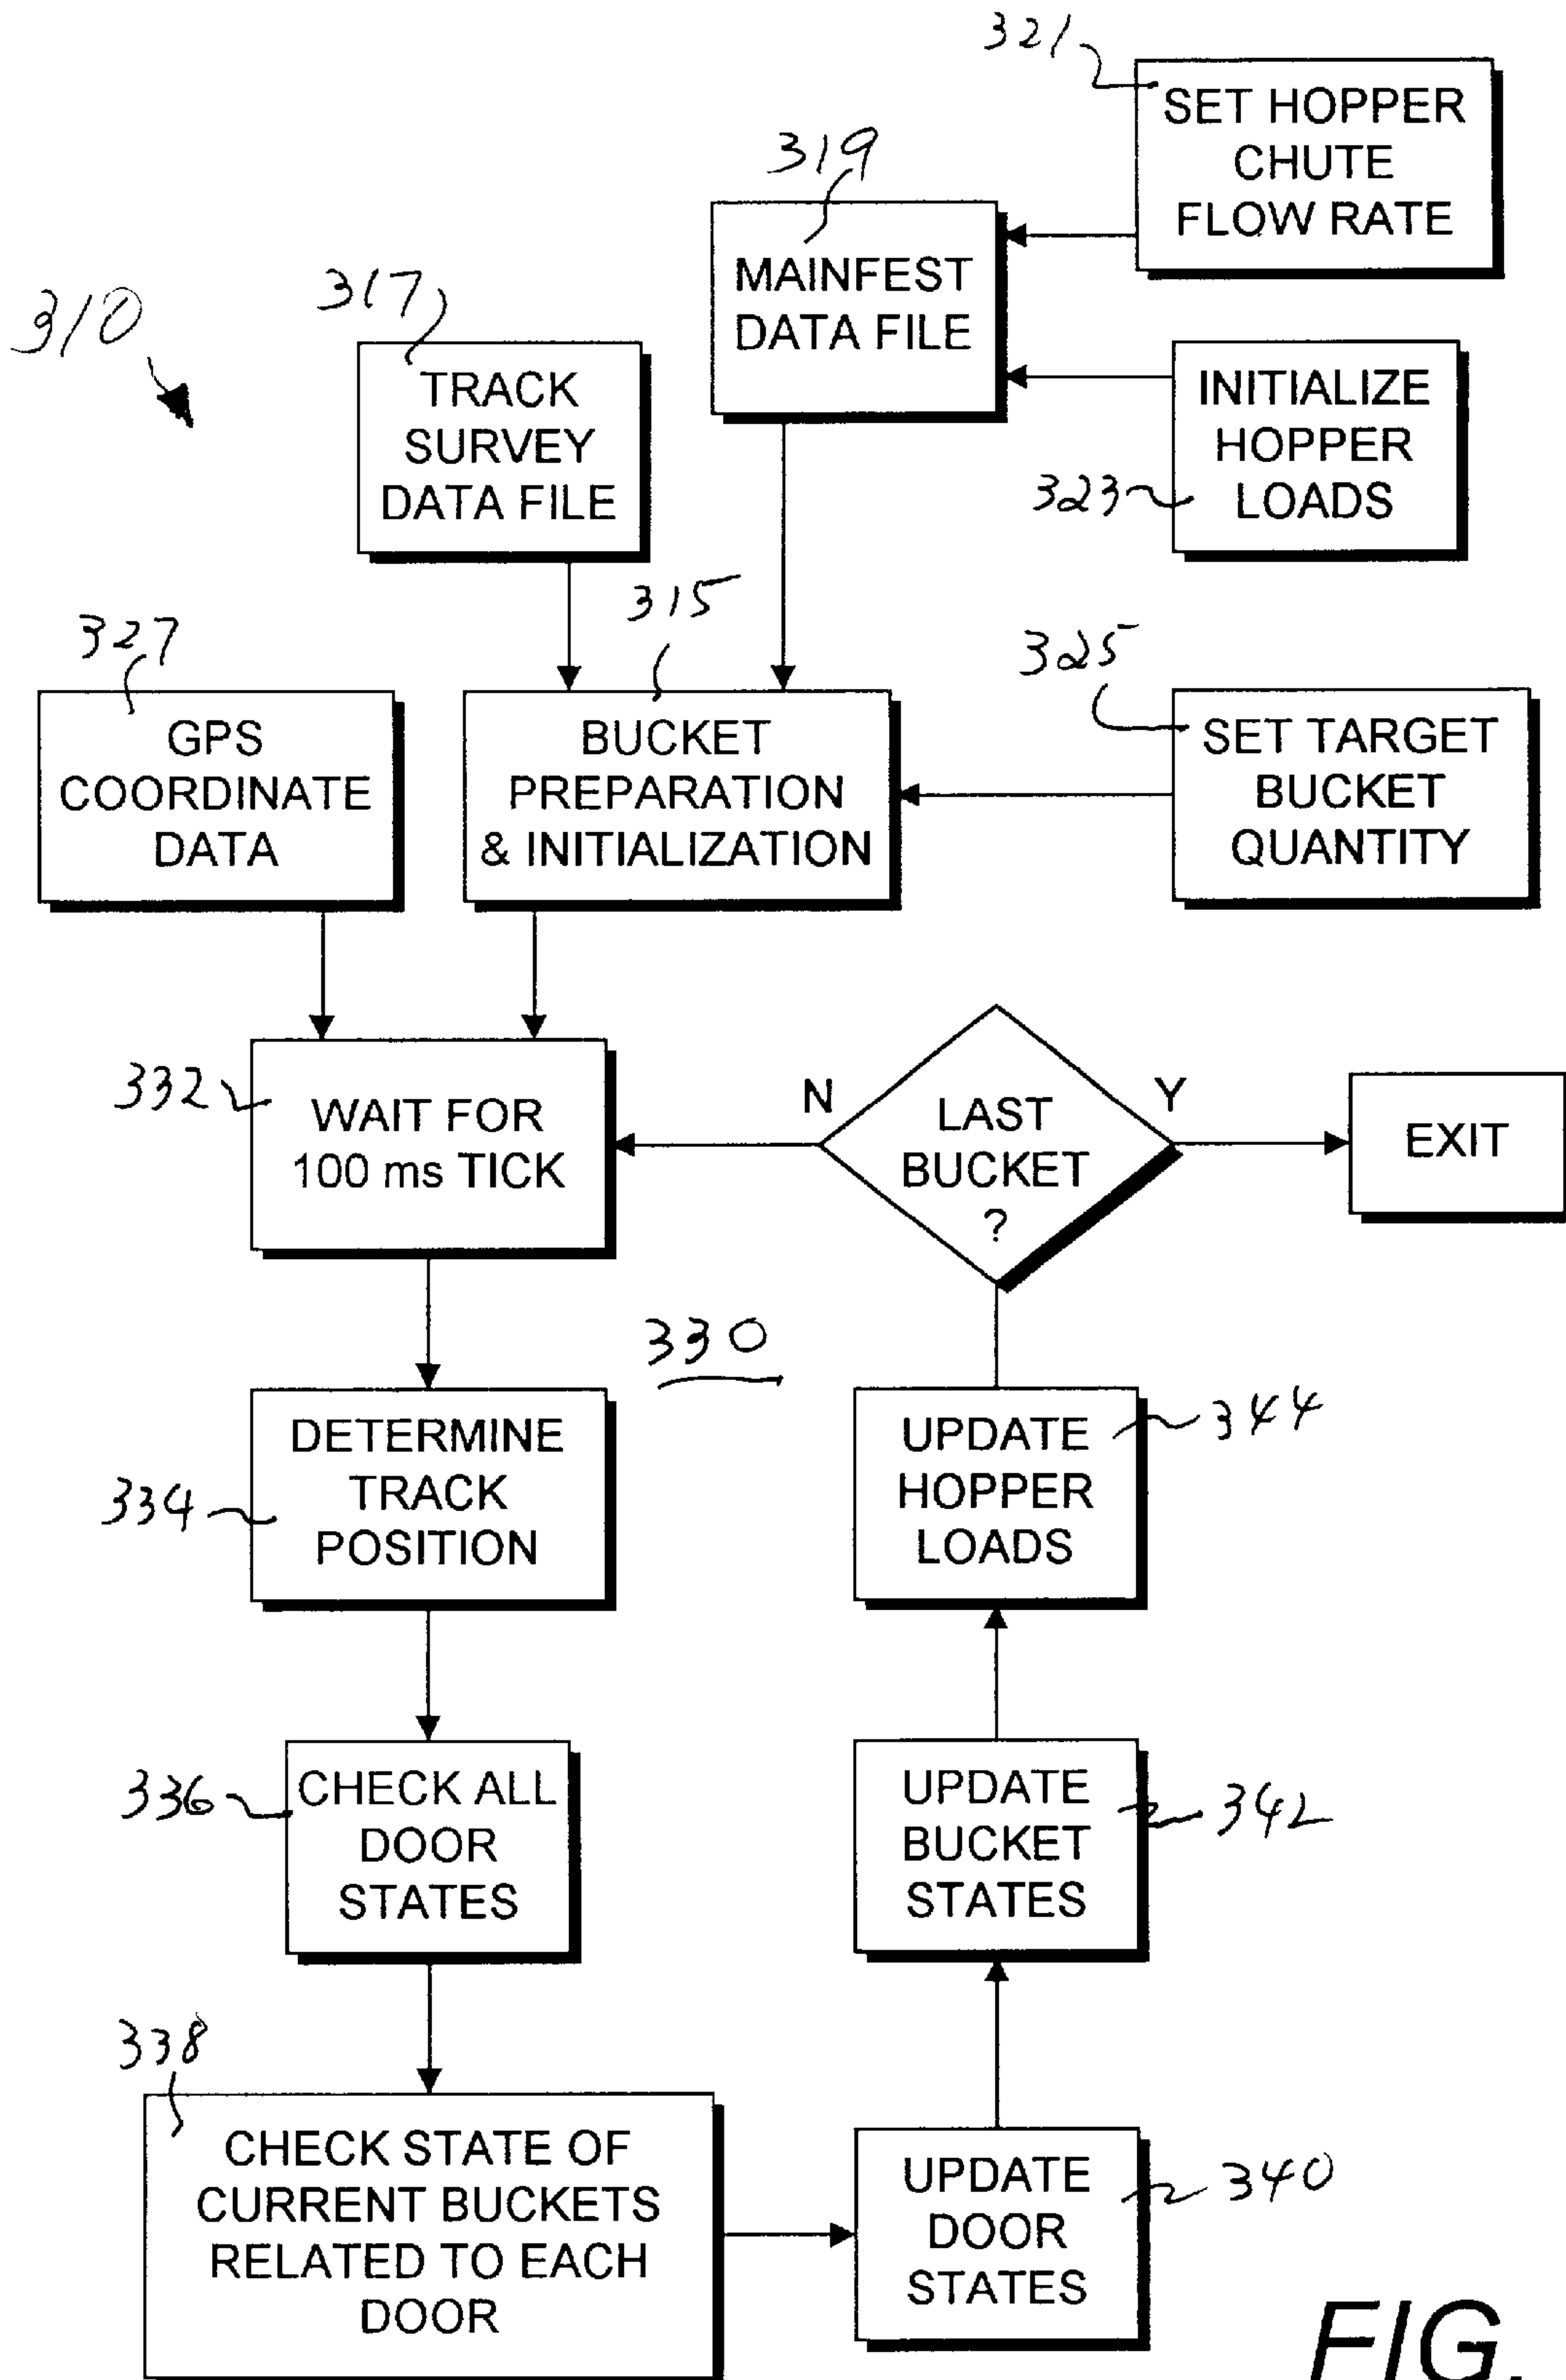 321
SET HOPPER
CHUTE
FLOW RATE
319
MAINFEST
DATA FILE
310
317
TRACK
SURVEY
DATA FILE
INITIALIZE
HOPPER
LOADS
323
327
GPS
COORDINATE
DATA
315
BUCKET
PREPARATION
& INITIALIZATION
325
SET TARGET
BUCKET
QUANTITY
332
WAIT FOR
100 ms TICK
N
LAST
BUCKET
?
Y
EXIT
330
334
DETERMINE
TRACK
POSITION
UPDATE
HOPPER
LOADS
344
336
CHECK ALL
DOOR
STATES
UPDATE
BUCKET
STATES
342
338
CHECK STATE OF
CURRENT BUCKETS
RELATED TO EACH
DOOR
UPDATE
DOOR
STATES
340
FIG.